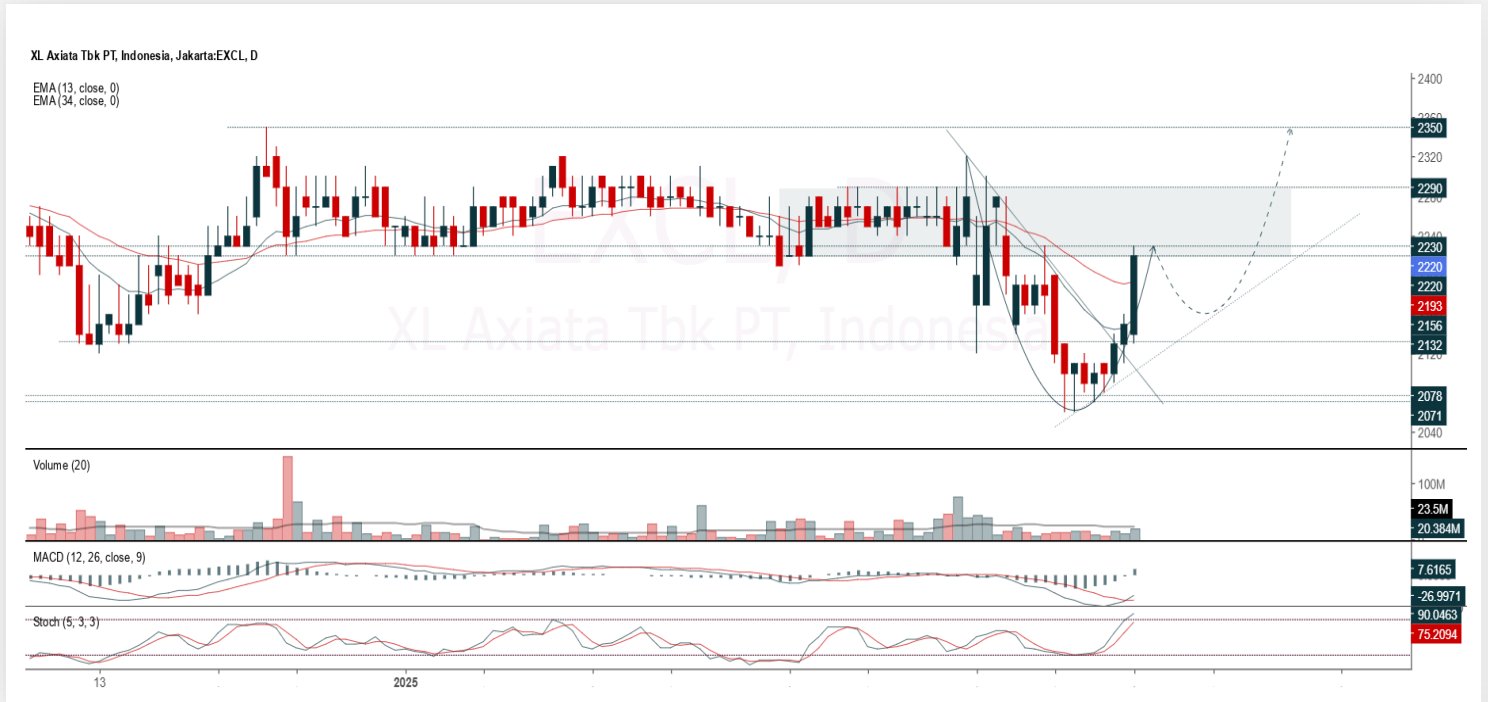 XL Axiata Tbk PT, Indonesia, Jakarta:EXCL, D
EMA (13, close, 0)
EMA (34, close, 0)
EXCL, D
XL Axiata Tbk PT, Indonesia
2400
2350
2320
2290
2280
2240
2230
2220
2220
2193
2156
2132
2120
2078
2071
2040
Volume (20)
100M
23.5M
20.384M
MACD (12, 26, close, 9)
7.6165
-26.9971
Stoch (5, 3, 3)
90.0463
75.2094
13
2025